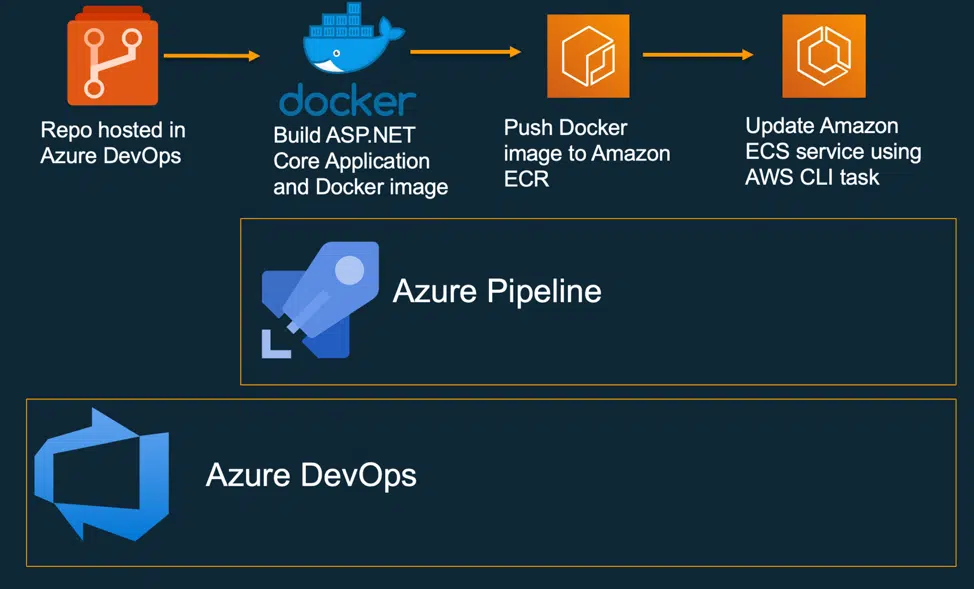 docker
Repo hosted in
Azure DevOps
Build ASP.NET
Core Application
and Docker image
Push Docker
image to Amazon
ECR
Update Amazon
ECS service using
AWS CLI task
Azure Pipeline
Azure DevOps